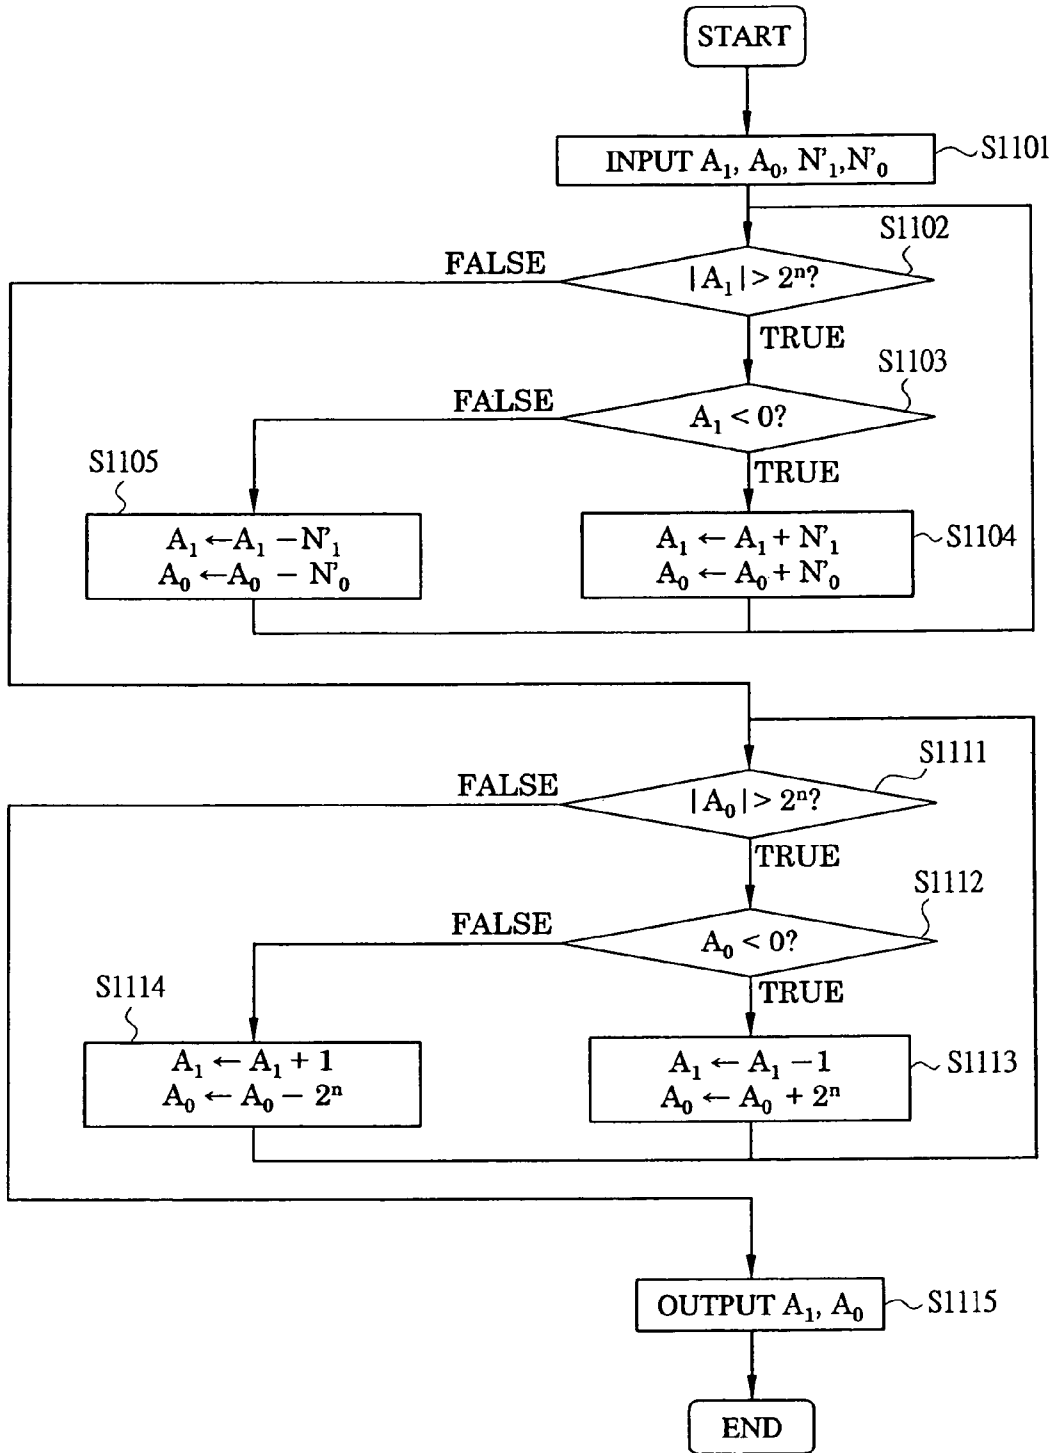 START
INPUT A₁, A₀, N'₁,N'₀
S1101
S1102
FALSE
|A₁| > 2ⁿ?
TRUE
S1103
FALSE
A₁ < 0?
TRUE
S1105
A₁ ← A₁ − N'₁
A₀ ← A₀ − N'₀
A₁ ← A₁ + N'₁
A₀ ← A₀ + N'₀
S1104
S1111
FALSE
|A₀| > 2ⁿ?
TRUE
S1112
FALSE
A₀ < 0?
TRUE
S1114
A₁ ← A₁ + 1
A₀ ← A₀ − 2ⁿ
A₁ ← A₁ − 1
A₀ ← A₀ + 2ⁿ
S1113
OUTPUT A₁, A₀
S1115
END